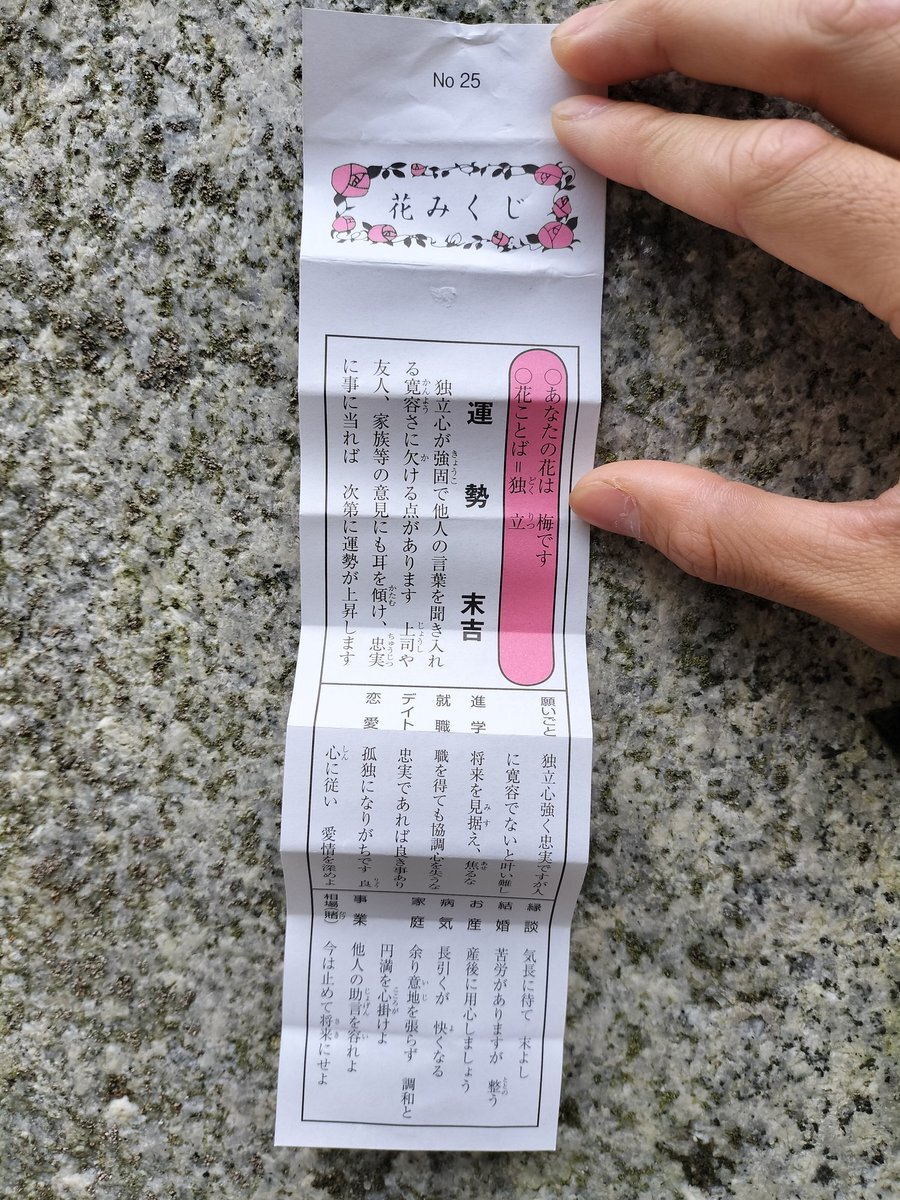 No 25
花みくじ
○あなたの花は 梅です
○花ことば=独立
運勢 末吉
独立心が強固で他人の言葉を聞き入れ
る寛容さに欠ける点があります 上司や
友人、家族等の意見にも耳を傾け、忠実
に事に当れば 次第に運勢が上昇します
願いごと 独立心強く忠実ですが人
に寛容でないと叶い難し
進学 将来を見据え、焦るな
就職 職を得ても協調心を失うな
デイト 忠実であれば良き事あり
恋愛 孤独になりがちです 良
心に従い 愛情を深めよ
縁談 気長に待て 末よし
結婚 苦労がありますが 整う
お産 産後に用心しましょう
病気 長引くが 快くなる
家庭 余り意地を張らず 調和と
円満を心掛けよ
事業 他人の助言を容れよ
相場(賭) 今は止めて将来にせよ